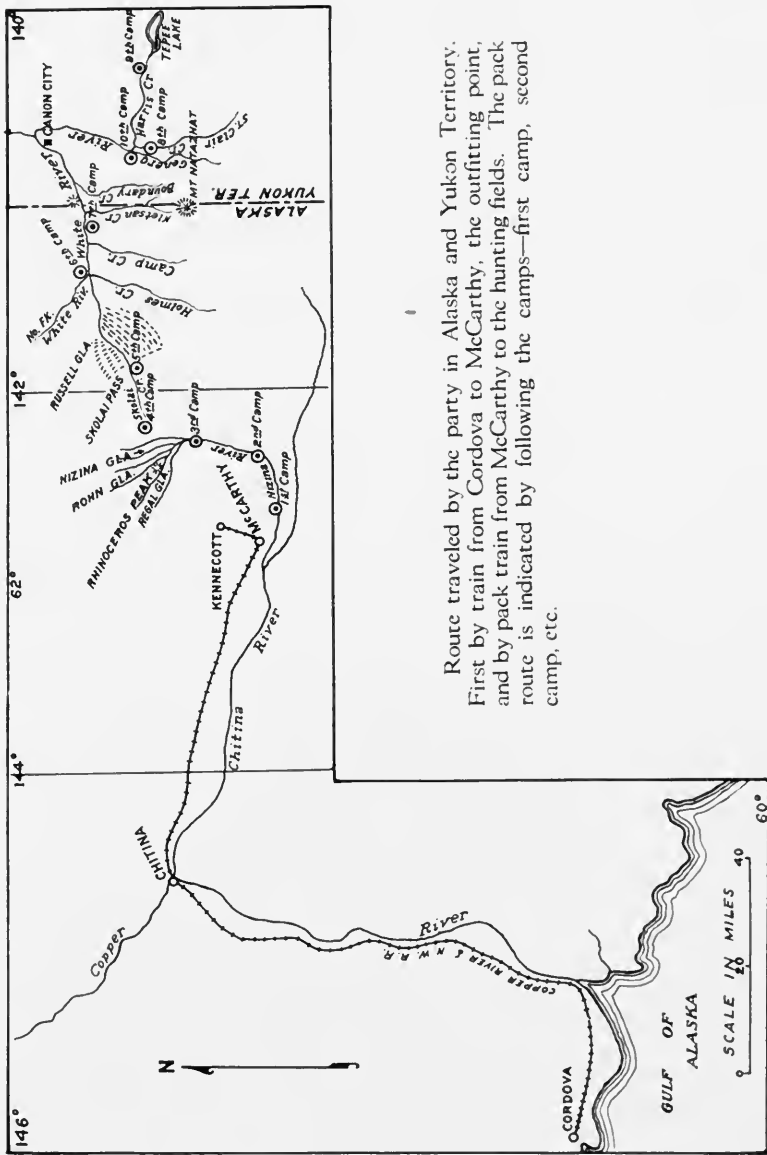 146°
144°
142°
140°
62°
60°
N
Copper
CHITINA
Chitina
River
KENNECOTT
McCARTHY
COPPER RIVER & N.W. R.R.
River
CORDOVA
GULF OF
ALASKA
SCALE IN MILES
0 20 40
Nizina
River
1st Camp
2nd Camp
3rd Camp
NIZINA GLA.
ROHN GLA.
RHINOCEROS PEAK
REGAL GLA.
Skolai
Cr.
4th Camp
5th Camp
SKOLAI PASS
RUSSELL GLA.
No. FK.
White Riv.
6th Camp
White
River
Holmes
Cr.
Camp Cr.
7th Camp
Kletsan Cr.
Boundary Cr.
MT NATAZHAT
ALASKA
YUKON TER.
CANON CITY
River
Genero
10th Camp
Harris Cr
8th Camp
St. Clair
Cr.
9th Camp
TEPEE
LAKE
Route traveled by the party in Alaska and Yukon Territory.
First by train from Cordova to McCarthy, the outfitting point,
and by pack train from McCarthy to the hunting fields. The pack
route is indicated by following the camps—first camp, second
camp, etc.